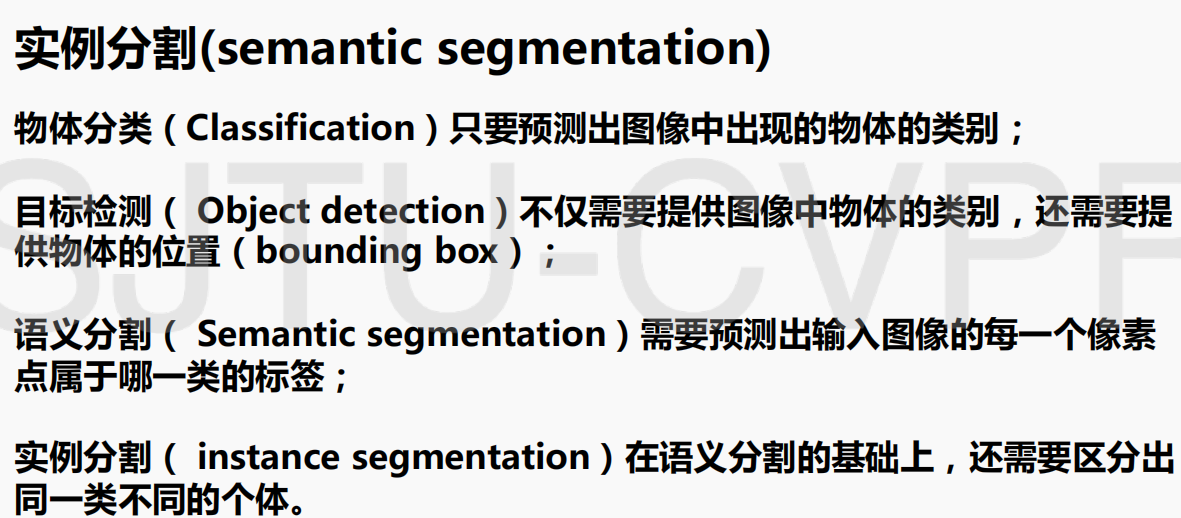 实例分割(semantic segmentation)
物体分类（Classification）只要预测出图像中出现的物体的类别；
目标检测（ Object detection）不仅需要提供图像中物体的类别，还需要提
供物体的位置（bounding box）；
语义分割（ Semantic segmentation）需要预测出输入图像的每一个像素
点属于哪一类的标签；
实例分割（ instance segmentation）在语义分割的基础上，还需要区分出
同一类不同的个体。
SJTU-CVPR